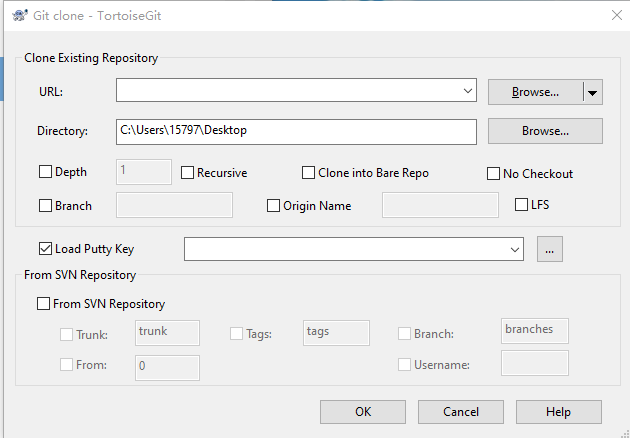 Git clone - TortoiseGit
Clone Existing Repository
URL:
Browse...
Directory: C:\Users\15797\Desktop Browse...
Depth 1 Recursive Clone into Bare Repo No Checkout
Branch Origin Name LFS
Load Putty Key ...
From SVN Repository
From SVN Repository
Trunk: trunk Tags: tags Branch: branches
From: 0 Username:
OK Cancel Help